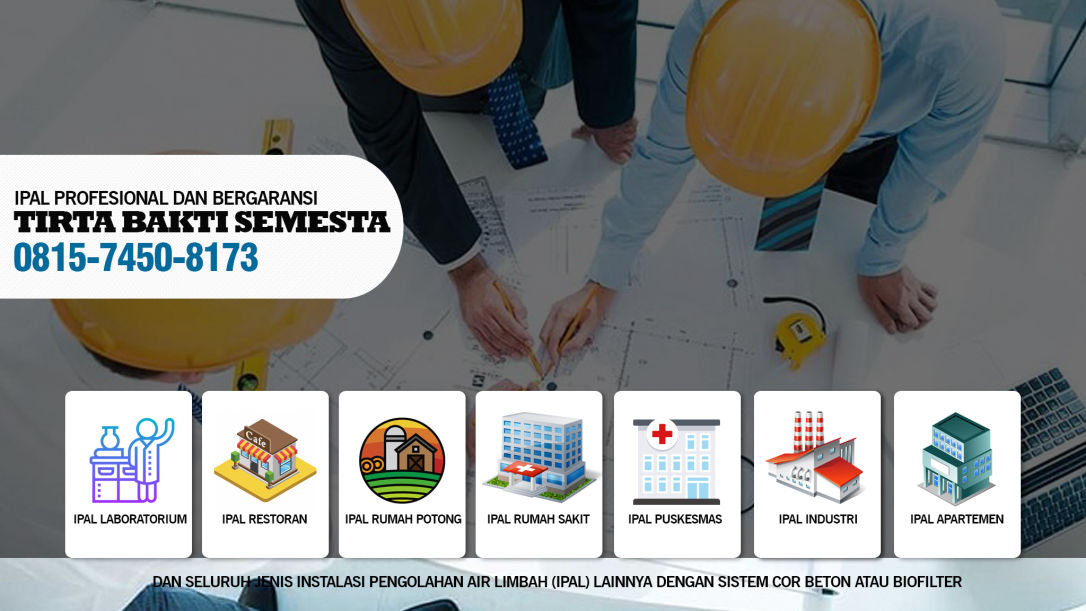 IPAL PROFESIONAL DAN BERGARANSI
TIRTA BAKTI SEMESTA
0815-7450-8173
Cafe
IPAL LABORATORIUM
IPAL RESTORAN
IPAL RUMAH POTONG
IPAL RUMAH SAKIT
IPAL PUSKESMAS
IPAL INDUSTRI
IPAL APARTEMEN
DAN SELURUH JENIS INSTALASI PENGOLAHAN AIR LIMBAH (IPAL) LAINNYA DENGAN SISTEM COR BETON ATAU BIOFILTER